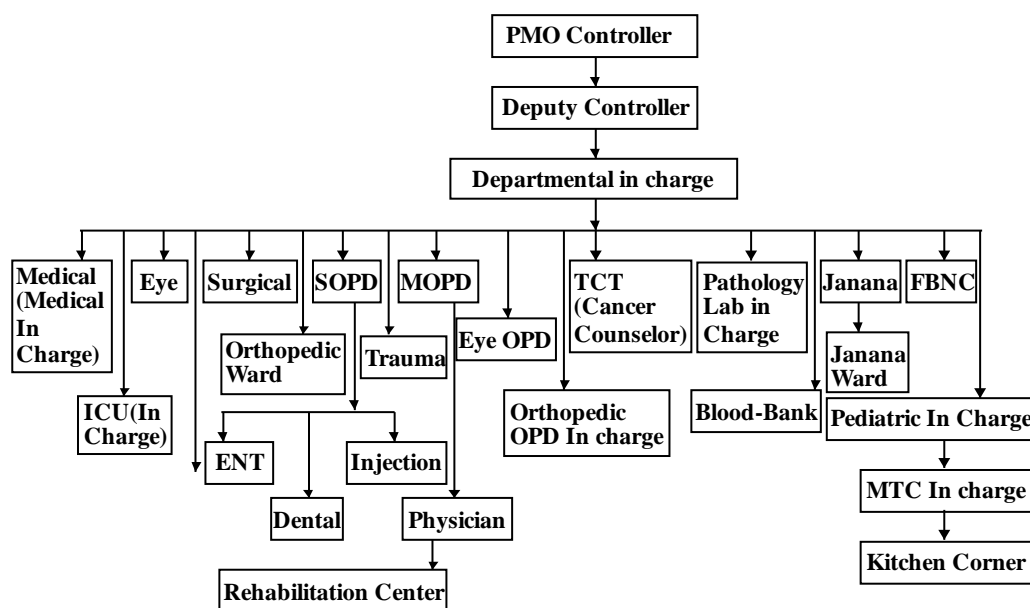 PMO Controller
Deputy Controller
Departmental in charge
Medical
(Medical
In
Charge)
Eye
Surgical
SOPD
MOPD
TCT
(Cancer
Counselor)
Pathology
Lab in
Charge
Janana
FBNC
ICU(In
Charge)
Orthopedic
Ward
Trauma
Eye OPD
Orthopedic
OPD In charge
Blood-Bank
Janana
Ward
Pediatric In Charge
ENT
Injection
Dental
Physician
MTC In charge
Rehabilitation Center
Kitchen Corner